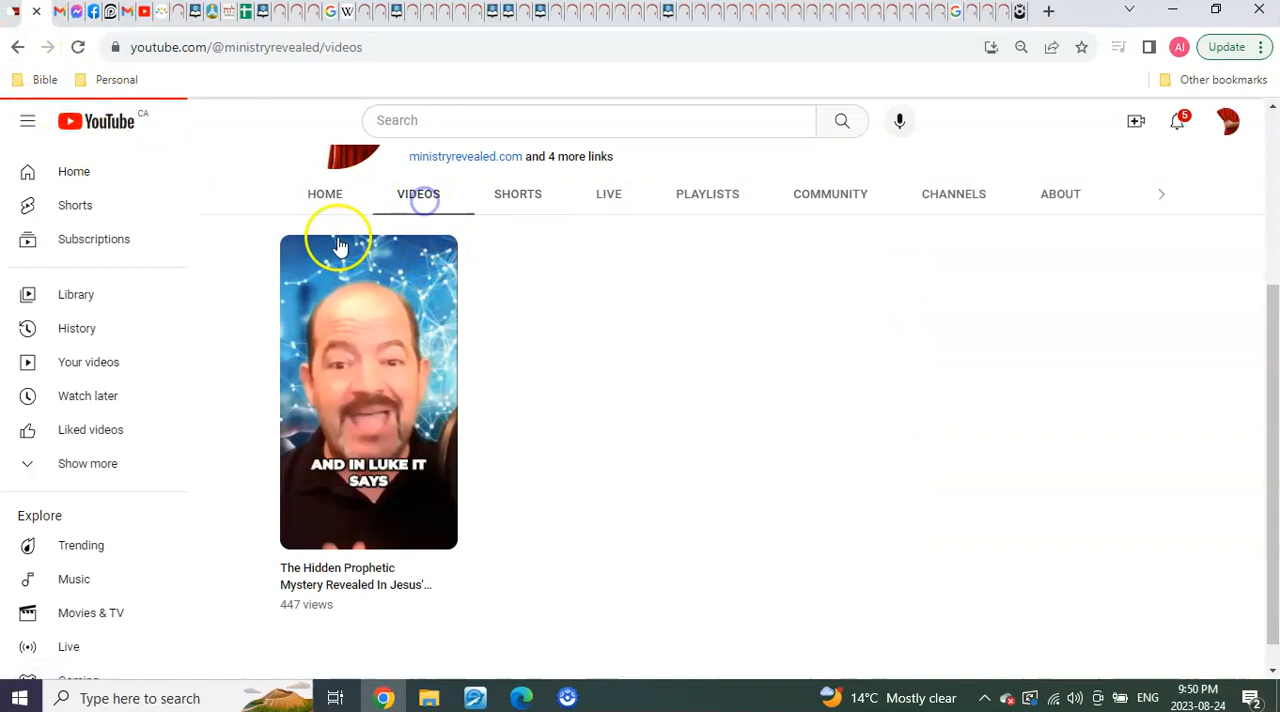 youtube.com/@ministryrevealed/videos
AI
Update
Bible
Personal
Other bookmarks
YouTube CA
Search
5
ministryrevealed.com and 4 more links
HOME
VIDEOS
SHORTS
LIVE
PLAYLISTS
COMMUNITY
CHANNELS
ABOUT
Home
Shorts
Subscriptions
Library
History
Your videos
Watch later
Liked videos
Show more
Explore
Trending
Music
Movies & TV
Live
AND IN LUKE IT
SAYS
The Hidden Prophetic
Mystery Revealed In Jesus'...
447 views
Type here to search
14°C Mostly clear
ENG
9:50 PM
2023-08-24
2